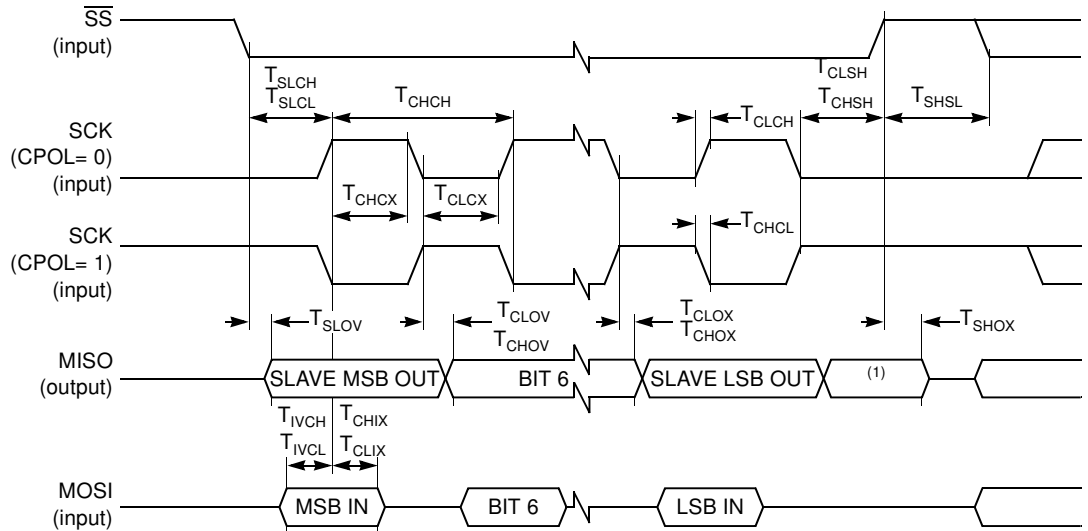 SS
(input)
TSLCH
TSLCL
TCHCH
TCLCH
TCLSH
TCHSH
TSHSL
SCK
(CPOL= 0)
(input)
TCHCX
TCLCX
TCHCL
SCK
(CPOL= 1)
(input)
TSLOV
TCLOV
TCHOV
TCLOX
TCHOX
TSHOX
MISO
(output)
SLAVE MSB OUT
BIT 6
SLAVE LSB OUT
(1)
TIVCH
TIVCL
TCHIX
TCLIX
MOSI
(input)
MSB IN
BIT 6
LSB IN